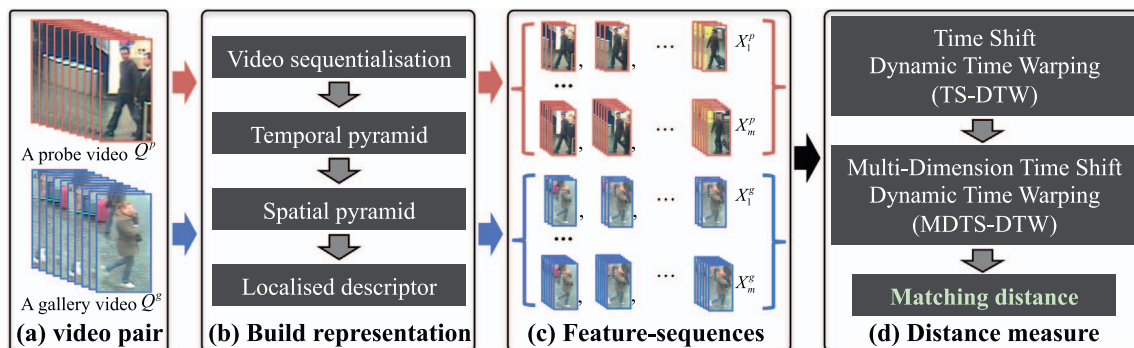 A probe video Q^p
A gallery video Q^g
(a) video pair
Video sequentialisation
Temporal pyramid
Spatial pyramid
Localised descriptor
(b) Build representation
, , ... X_1^p
...
, , ... X_m^p
, , ... X_1^g
...
, , ... X_m^g
(c) Feature-sequences
Time Shift
Dynamic Time Warping
(TS-DTW)
Multi-Dimension Time Shift
Dynamic Time Warping
(MDTS-DTW)
Matching distance
(d) Distance measure